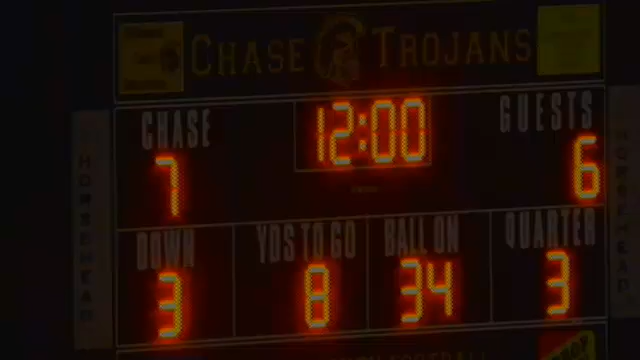 CHASE TROJANS
CHASE 12:00 GUESTS
7 6
DOWN YDS TO GO BALL ON QUARTER
3 8 34 3
HORSEHEAD